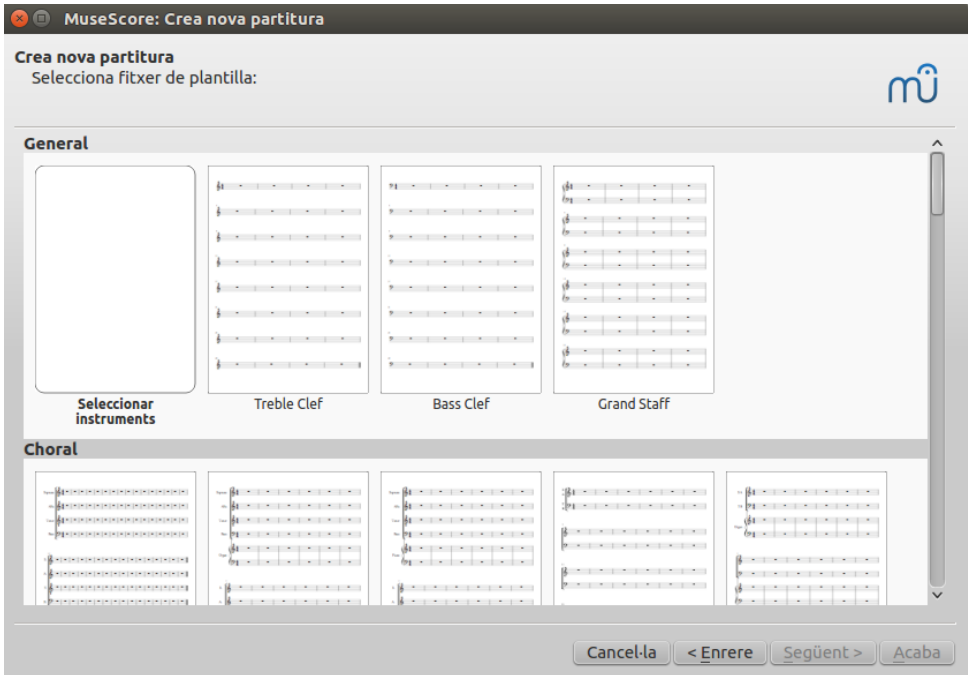 MuseScore: Crea nova partitura
Crea nova partitura
Selecciona fitxer de plantilla:
General
Seleccionar
instruments
Treble Clef
Bass Clef
Grand Staff
Choral
Cancel·la
< Enrere
Següent >
Acaba